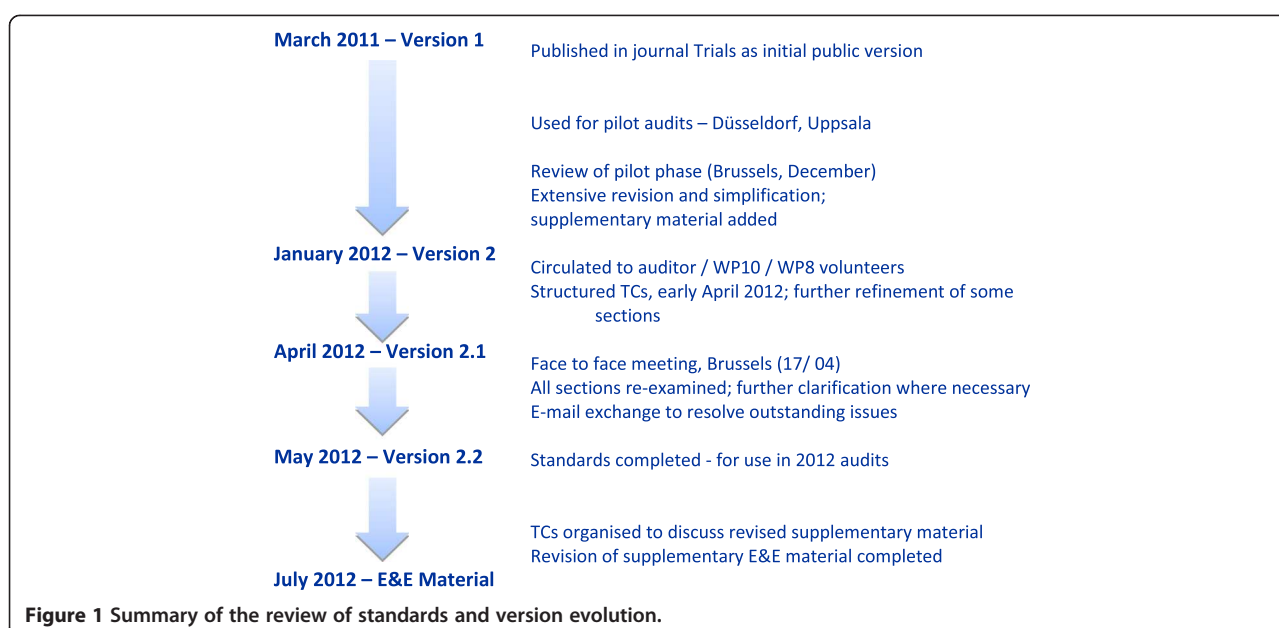 March 2011 – Version 1
Published in journal Trials as initial public version
Used for pilot audits – Düsseldorf, Uppsala
Review of pilot phase (Brussels, December)
Extensive revision and simplification;
supplementary material added
January 2012 – Version 2
Circulated to auditor / WP10 / WP8 volunteers
Structured TCs, early April 2012; further refinement of some
sections
April 2012 – Version 2.1
Face to face meeting, Brussels (17/ 04)
All sections re-examined; further clarification where necessary
E-mail exchange to resolve outstanding issues
May 2012 – Version 2.2
Standards completed - for use in 2012 audits
TCs organised to discuss revised supplementary material
Revision of supplementary E&E material completed
July 2012 – E&E Material
Figure 1 Summary of the review of standards and version evolution.